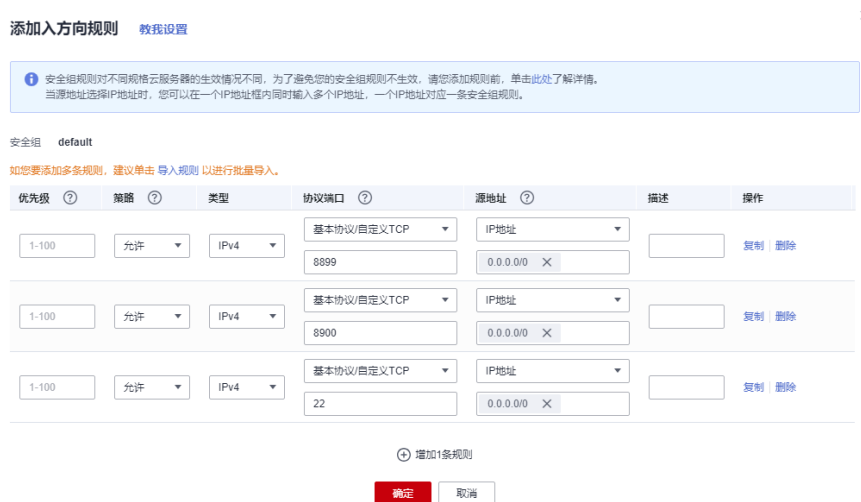 添加入方向规则 教我设置
安全组规则对不同规格云服务器的生效情况不同，为了避免您的安全组规则不生效，请您添加规则前，单击此处了解详情。
当源地址选择IP地址时，您可以在一个IP地址框内同时输入多个IP地址，一个IP地址对应一条安全组规则。
安全组 default
如您要添加多条规则，建议单击 导入规则 以进行批量导入。
优先级 ? 策略 ? 类型 协议端口 ? 源地址 ? 描述 操作
基本协议/自定义TCP IP地址
1-100 允许 IPv4 复制 删除
8899 0.0.0.0/0
基本协议/自定义TCP IP地址
1-100 允许 IPv4 复制 删除
8900 0.0.0.0/0
基本协议/自定义TCP IP地址
1-100 允许 IPv4 复制 删除
22 0.0.0.0/0
增加1条规则
确定 取消